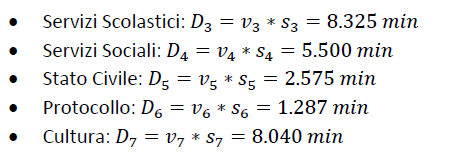 • Servizi Scolastici: D₃ = v₃ * s₃ = 8.325 min
• Servizi Sociali: D₄ = v₄ * s₄ = 5.500 min
• Stato Civile: D₅ = v₅ * s₅ = 2.575 min
• Protocollo: D₆ = v₆ * s₆ = 1.287 min
• Cultura: D₇ = v₇ * s₇ = 8.040 min